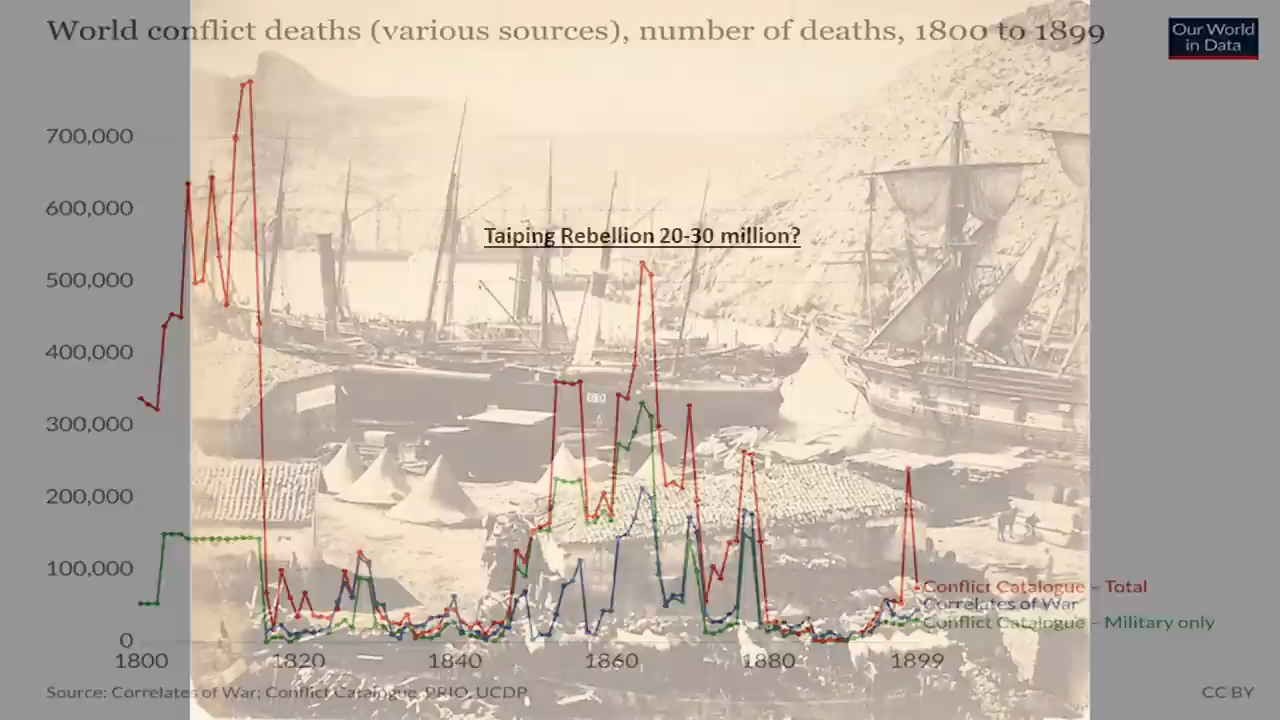 World conflict deaths (various sources), number of deaths, 1800 to 1899
Our World
in Data
700,000
600,000
Taiping Rebellion 20-30 million?
500,000
400,000
300,000
200,000
100,000
0
Conflict Catalogue – Total
Correlates of War
Conflict Catalogue – Military only
1800
1820
1840
1860
1880
1899
Source: Correlates of War; Conflict Catalogue, PRIO, UCDP
CC BY